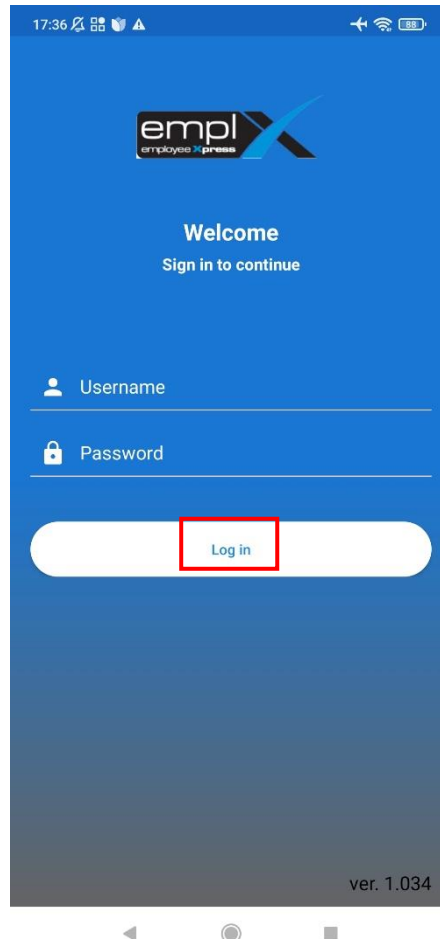 17:36
88
empl X
employee Xpress
Welcome
Sign in to continue
Username
Password
Log in
ver. 1.034